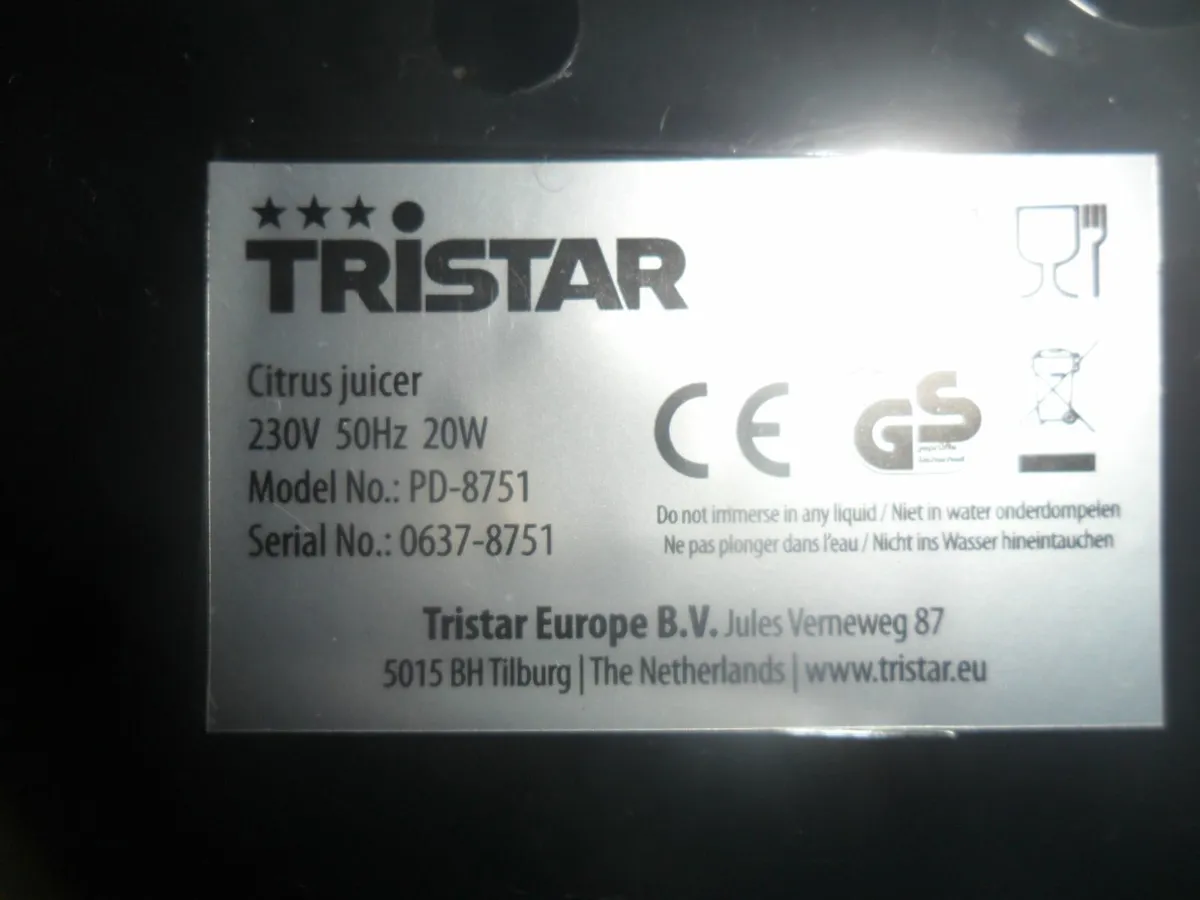 TRiSTAR
Citrus juicer
230V 50Hz 20W
Model No.: PD-8751
Serial No.: 0637-8751
CE
GS
Do not immerse in any liquid / Niet in water onderdompelen
Ne pas plonger dans l'eau / Nicht ins Wasser hineintauchen
Tristar Europe B.V. Jules Verneweg 87
5015 BH Tilburg | The Netherlands | www.tristar.eu